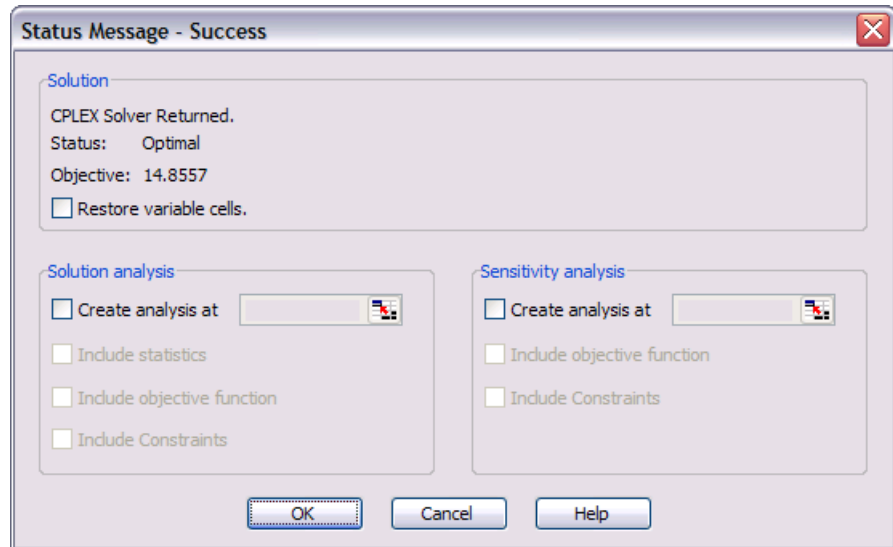 Status Message - Success
Solution
CPLEX Solver Returned.
Status: Optimal
Objective: 14.8557
Restore variable cells.
Solution analysis
Create analysis at
Include statistics
Include objective function
Include Constraints
Sensitivity analysis
Create analysis at
Include objective function
Include Constraints
OK Cancel Help